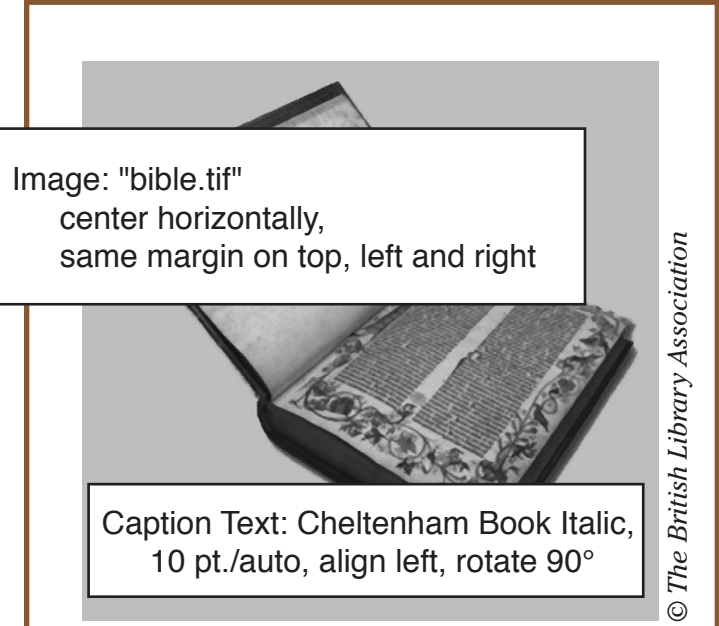 Image: "bible.tif"
center horizontally,
same margin on top, left and right
Caption Text: Cheltenham Book Italic,
10 pt./auto, align left, rotate 90°
© The British Library Association